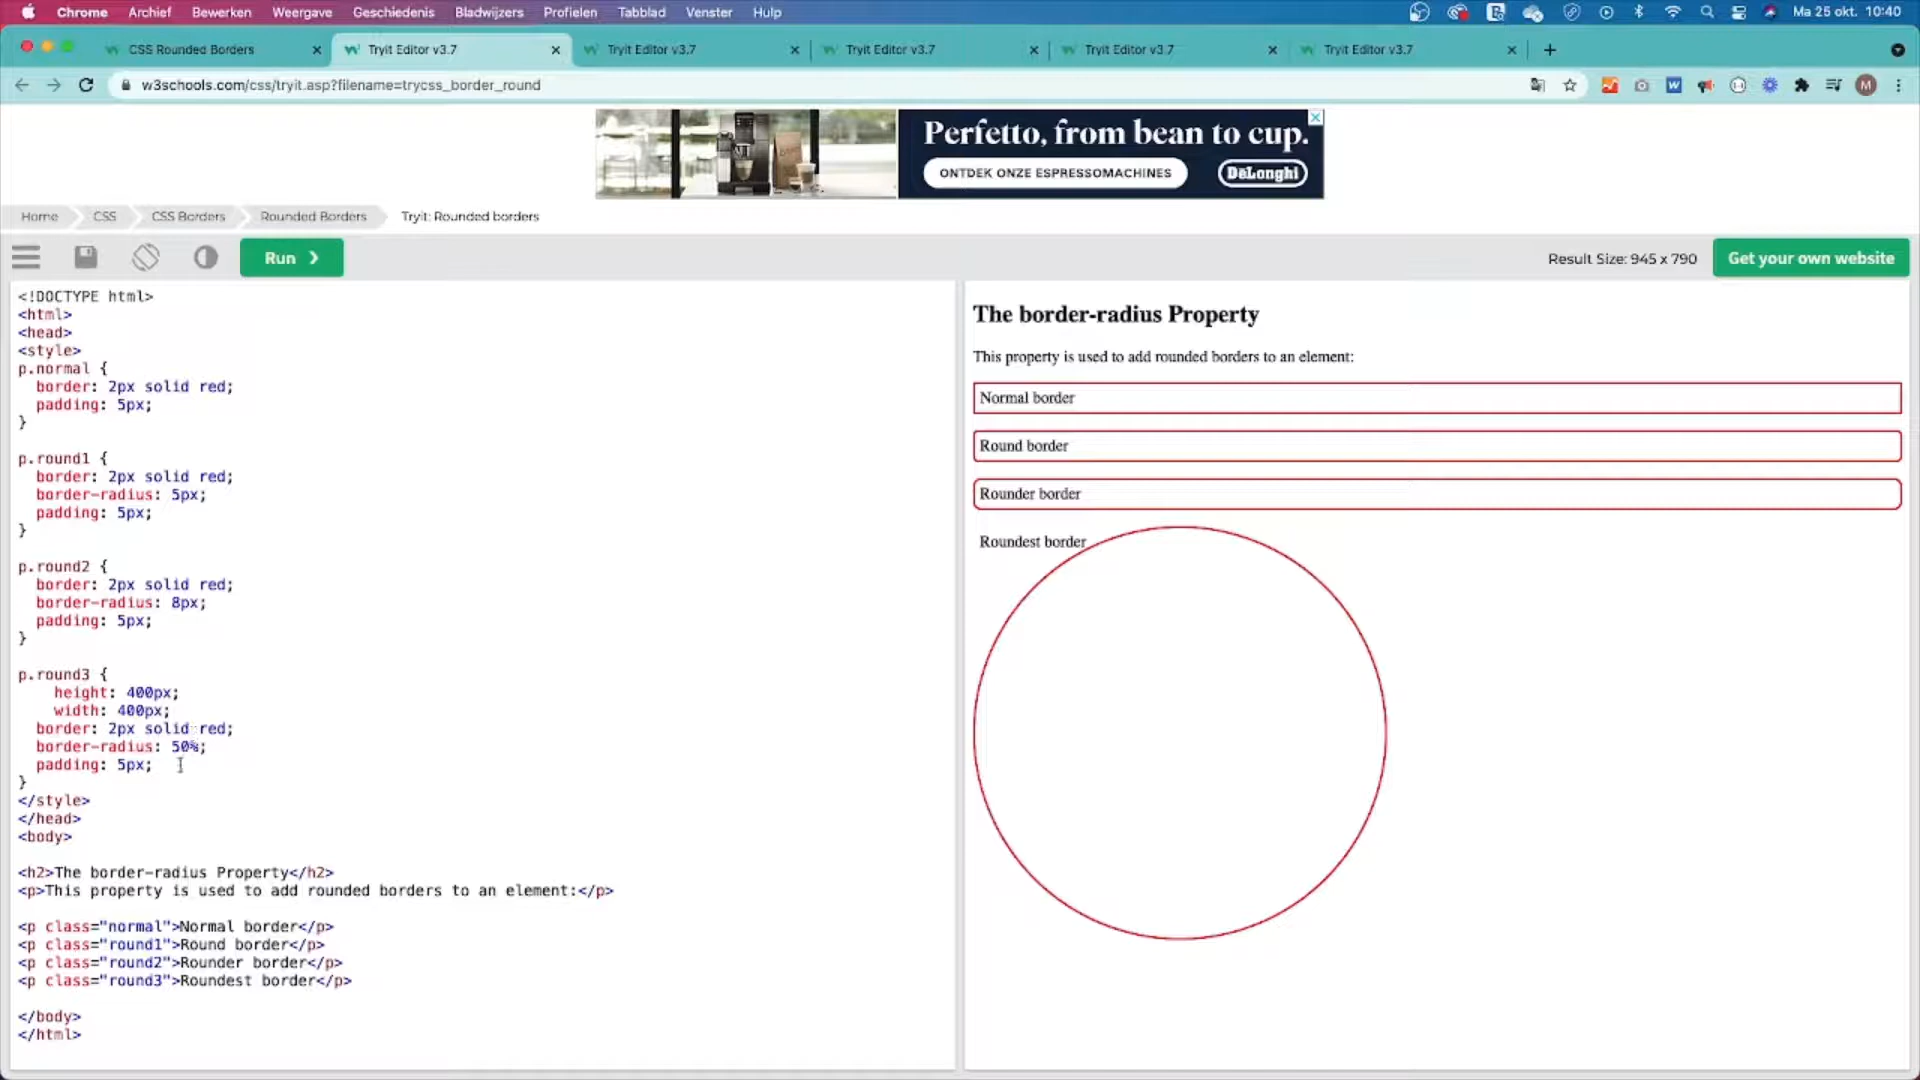 Chrome Archief Bewerken Weergave Geschiedenis Bladwijzers Profielen Tabblad Venster Hulp Ma 25 okt. 10:40
CSS Rounded Borders Tryit Editor v3.7 Tryit Editor v3.7 Tryit Editor v3.7 Tryit Editor v3.7 Tryit Editor v3.7
w3schools.com/css/tryit.asp?filename=trycss_border_round M
Perfetto, from bean to cup.
ONTDEK ONZE ESPRESSOMACHINES DeLonghi
Home CSS CSS Borders Rounded Borders Tryit: Rounded borders
Run ❯ Result Size: 945 x 790 Get your own website
<!DOCTYPE html>
<html>
<head>
<style>
p.normal {
  border: 2px solid red;
  padding: 5px;
}
p.round1 {
  border: 2px solid red;
  border-radius: 5px;
  padding: 5px;
}
p.round2 {
  border: 2px solid red;
  border-radius: 8px;
  padding: 5px;
}
p.round3 {
    height: 400px;
    width: 400px;
  border: 2px solid red;
  border-radius: 50%;
  padding: 5px;
}
</style>
</head>
<body>
<h2>The border-radius Property</h2>
<p>This property is used to add rounded borders to an element:</p>
<p class="normal">Normal border</p>
<p class="round1">Round border</p>
<p class="round2">Rounder border</p>
<p class="round3">Roundest border</p>
</body>
</html>
The border-radius Property
This property is used to add rounded borders to an element:
Normal border
Round border
Rounder border
Roundest border